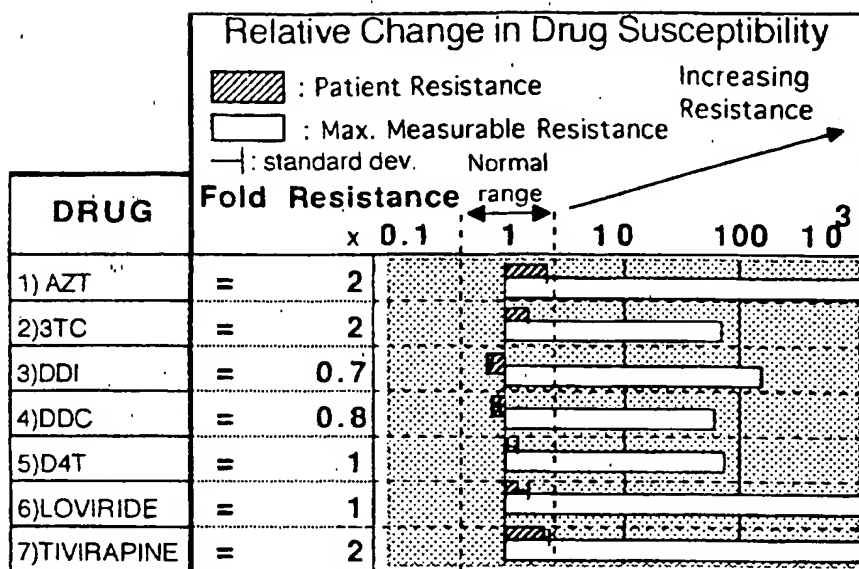 Relative Change in Drug Susceptibility
: Patient Resistance
Increasing
Resistance
: Max. Measurable Resistance
: standard dev.
Normal
range
DRUG
Fold Resistance
x 0.1 1 10 100 10³
1) AZT = 2
2)3TC = 2
3)DDI = 0.7
4)DDC = 0.8
5)D4T = 1
6)LOVIRIDE = 1
7)TIVIRAPINE = 2